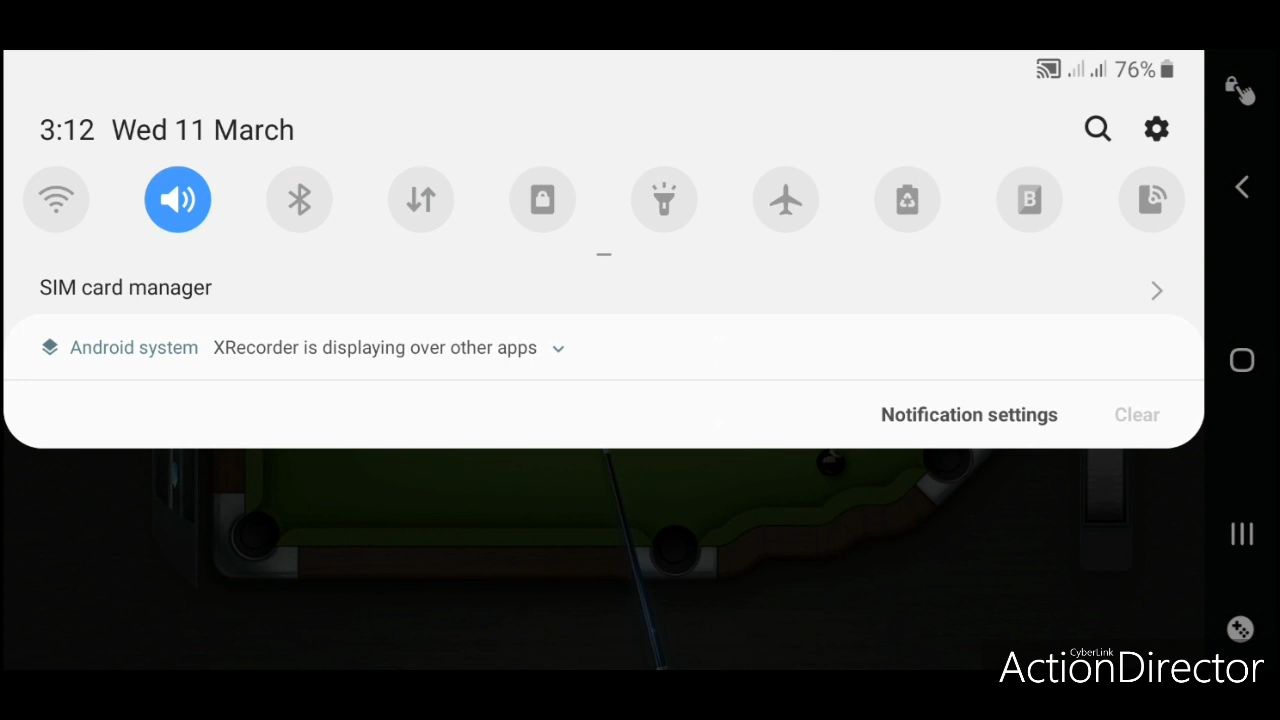 76%
3:12 Wed 11 March
B
SIM card manager
Android system XRecorder is displaying over other apps
Notification settings Clear
CyberLink
ActionDirector